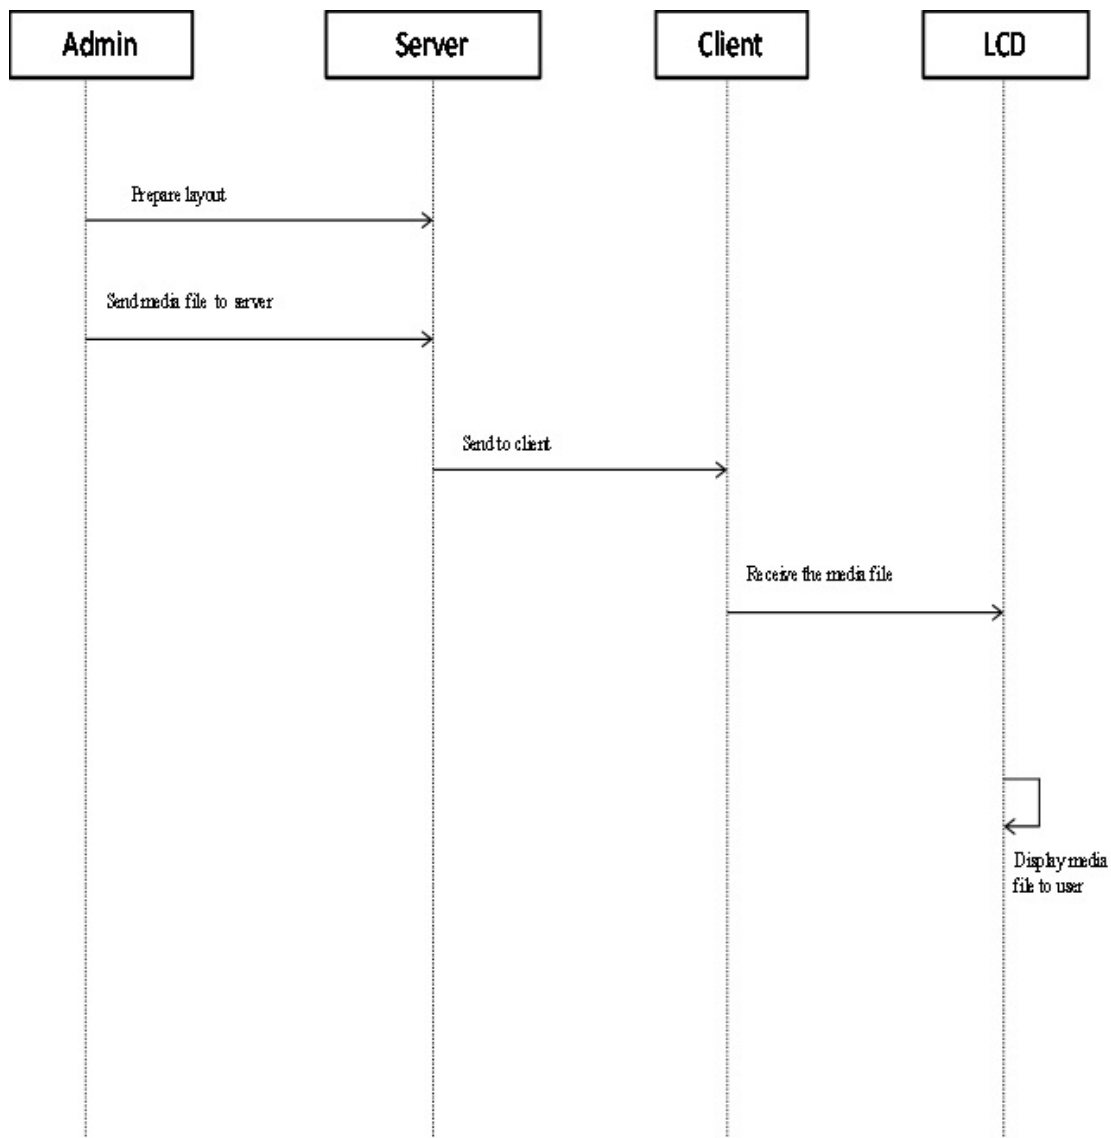 Admin
Server
Client
LCD
Prepare layout
Send media file to server
Send to client
Receive the media file
Display media
file to user